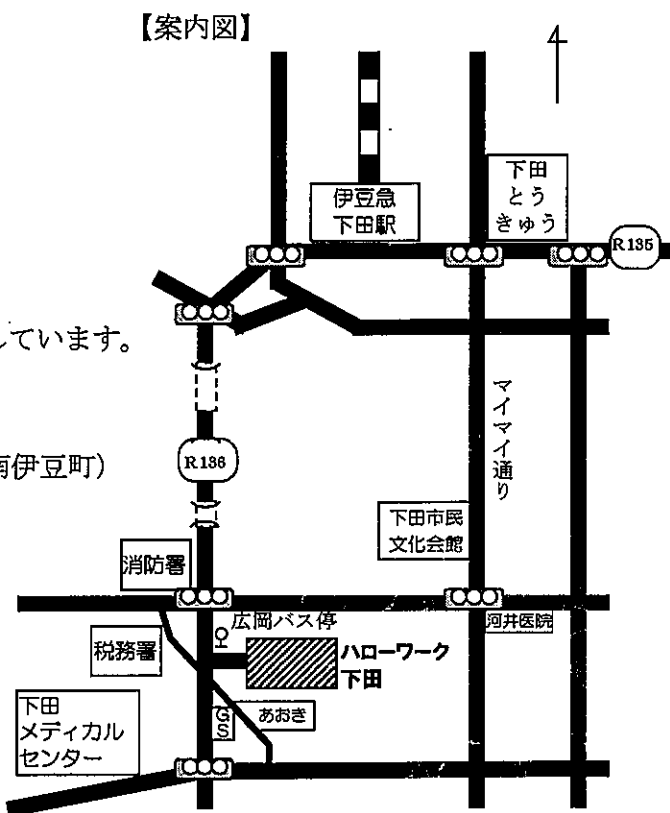 【案内図】
伊豆急
下田駅
下田
とう
きゅう
R135
ています。
マイマイ通り
R136
南伊豆町）
下田市民
文化会館
消防署
広岡バス停
河井医院
税務署
ハローワーク
下田
下田
メディカル
センター
GS
あおき